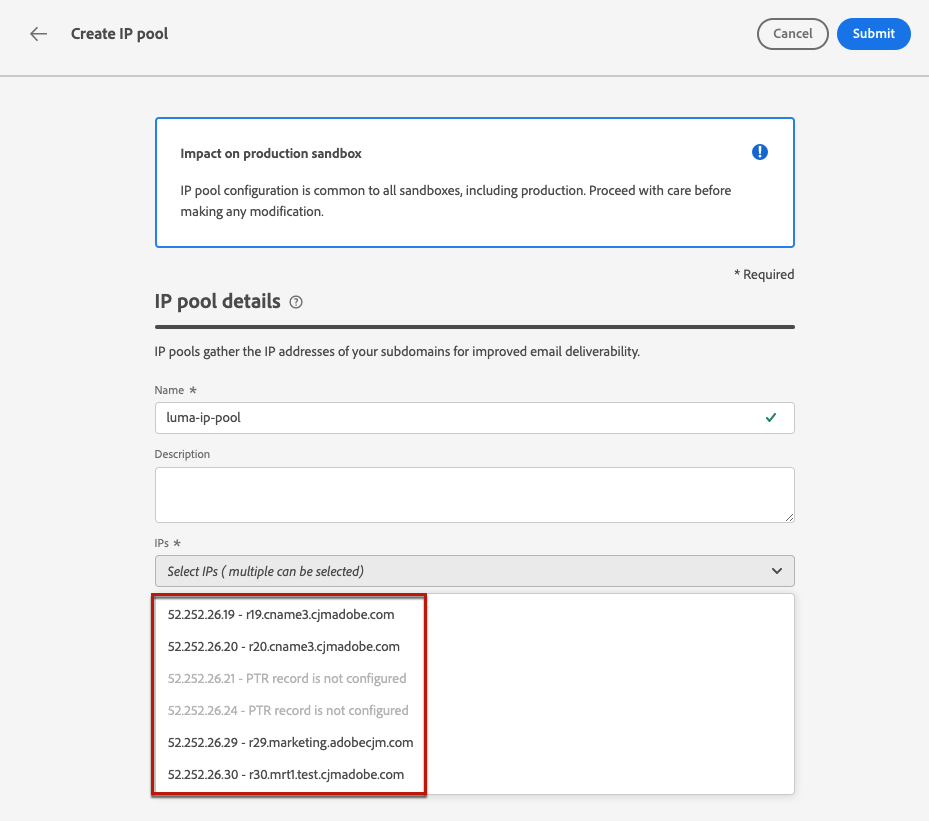 Create IP pool
Cancel
Submit
Impact on production sandbox
IP pool configuration is common to all sandboxes, including production. Proceed with care before
making any modification.
* Required
IP pool details
IP pools gather the IP addresses of your subdomains for improved email deliverability.
Name *
luma-ip-pool
Description
IPs *
Select IPs ( multiple can be selected)
52.252.26.19 - r19.cname3.cjmadobe.com
52.252.26.20 - r20.cname3.cjmadobe.com
52.252.26.21 - PTR record is not configured
52.252.26.24 - PTR record is not configured
52.252.26.29 - r29.marketing.adobecjm.com
52.252.26.30 - r30.mrt1.test.cjmadobe.com